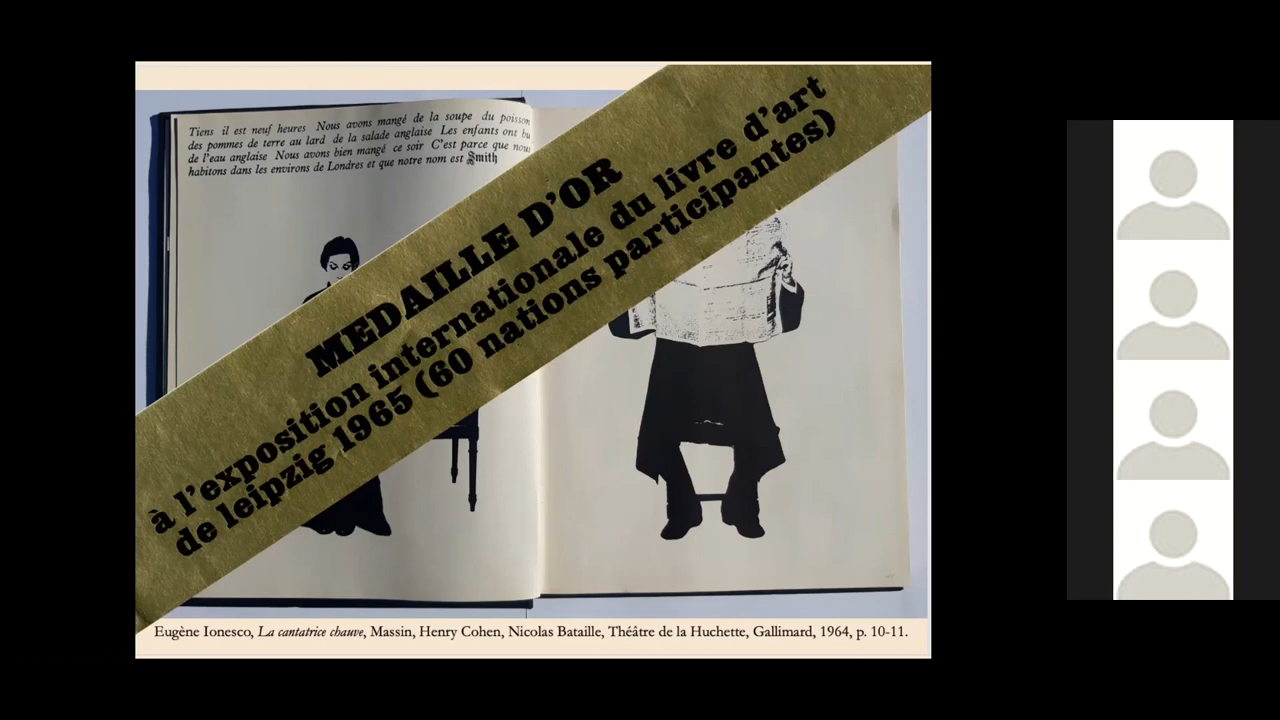 Tiens il est neuf heures Nous avons mangé de la soupe du poisson
des pommes de terre au lard de la salade anglaise Les enfants ont bu
de l'eau anglaise Nous avons bien mangé ce soir C'est parce que nous
habitons dans les environs de Londres et que notre nom est Smith
MEDAILLE D'OR
à l'exposition internationale du livre d'art
de leipzig 1965 (60 nations participantes)
Eugène Ionesco, La cantatrice chauve, Massin, Henry Cohen, Nicolas Bataille, Théâtre de la Huchette, Gallimard, 1964, p. 10-11.